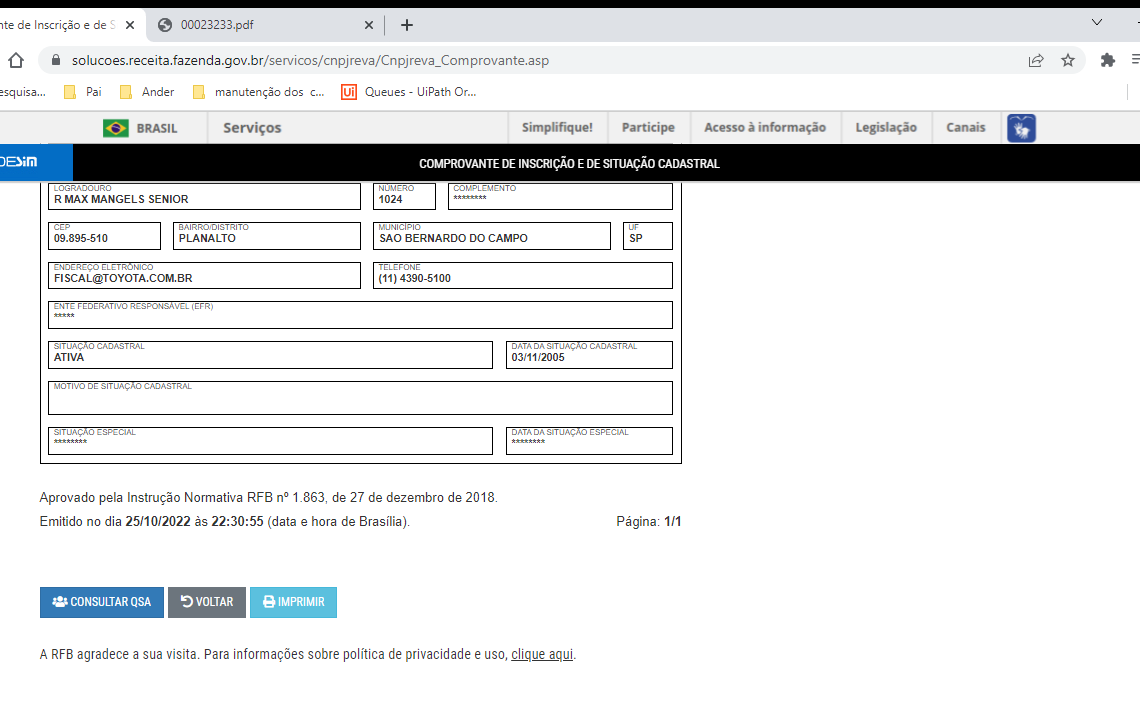 nte de Inscrição e de S
00023233.pdf
solucoes.receita.fazenda.gov.br/servicos/cnpjreva/Cnpjreva_Comprovante.asp
esquisa...
Pai
Ander
manutenção dos c...
Ui
Queues - UiPath Or...
BRASIL
Serviços
Simplifique!
Participe
Acesso à informação
Legislação
Canais
DESIM
COMPROVANTE DE INSCRIÇÃO E DE SITUAÇÃO CADASTRAL
LOGRADOURO
R MAX MANGELS SENIOR
NÚMERO
1024
COMPLEMENTO
********
CEP
09.895-510
BAIRRO/DISTRITO
PLANALTO
MUNICÍPIO
SAO BERNARDO DO CAMPO
UF
SP
ENDEREÇO ELETRÔNICO
FISCAL@TOYOTA.COM.BR
TELEFONE
(11) 4390-5100
ENTE FEDERATIVO RESPONSÁVEL (EFR)
*****
SITUAÇÃO CADASTRAL
ATIVA
DATA DA SITUAÇÃO CADASTRAL
03/11/2005
MOTIVO DE SITUAÇÃO CADASTRAL
SITUAÇÃO ESPECIAL
********
DATA DA SITUAÇÃO ESPECIAL
********
Aprovado pela Instrução Normativa RFB nº 1.863, de 27 de dezembro de 2018.
Emitido no dia 25/10/2022 às 22:30:55 (data e hora de Brasília).
Página: 1/1
CONSULTAR QSA
VOLTAR
IMPRIMIR
A RFB agradece a sua visita. Para informações sobre política de privacidade e uso, clique aqui.